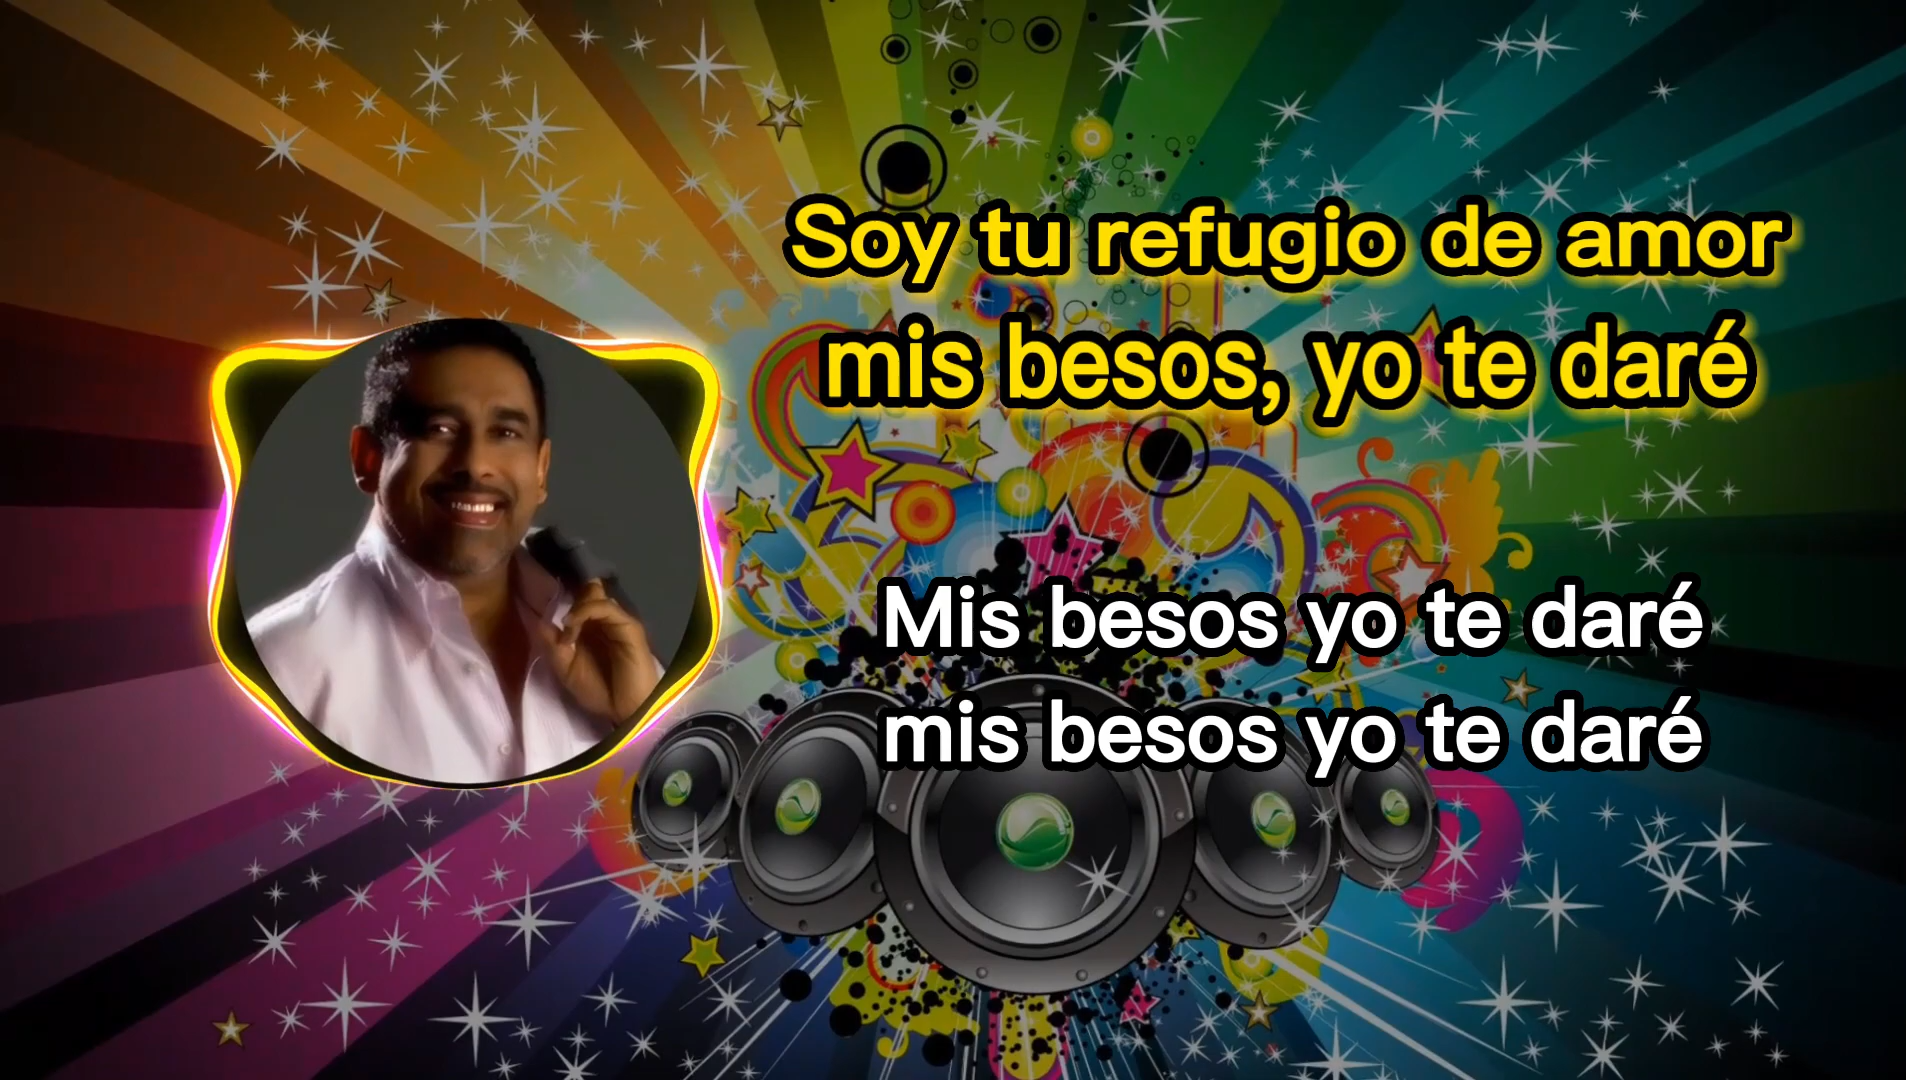 Soy tu refugio de amor
mis besos, yo te daré
Mis besos yo te daré
mis besos yo te daré